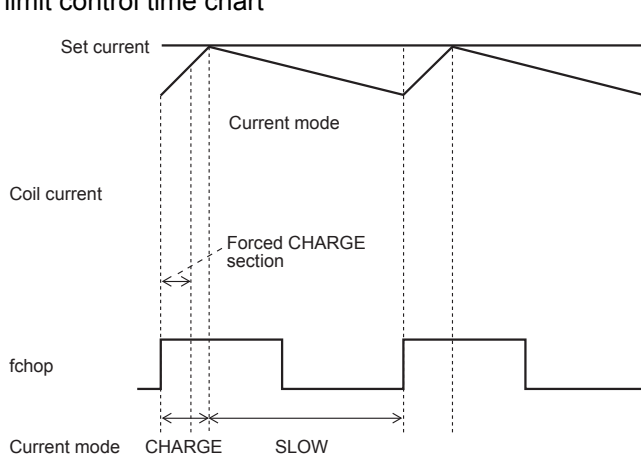 limit control time chart
Set current
Current mode
Coil current
Forced CHARGE
section
fchop
Current mode CHARGE SLOW